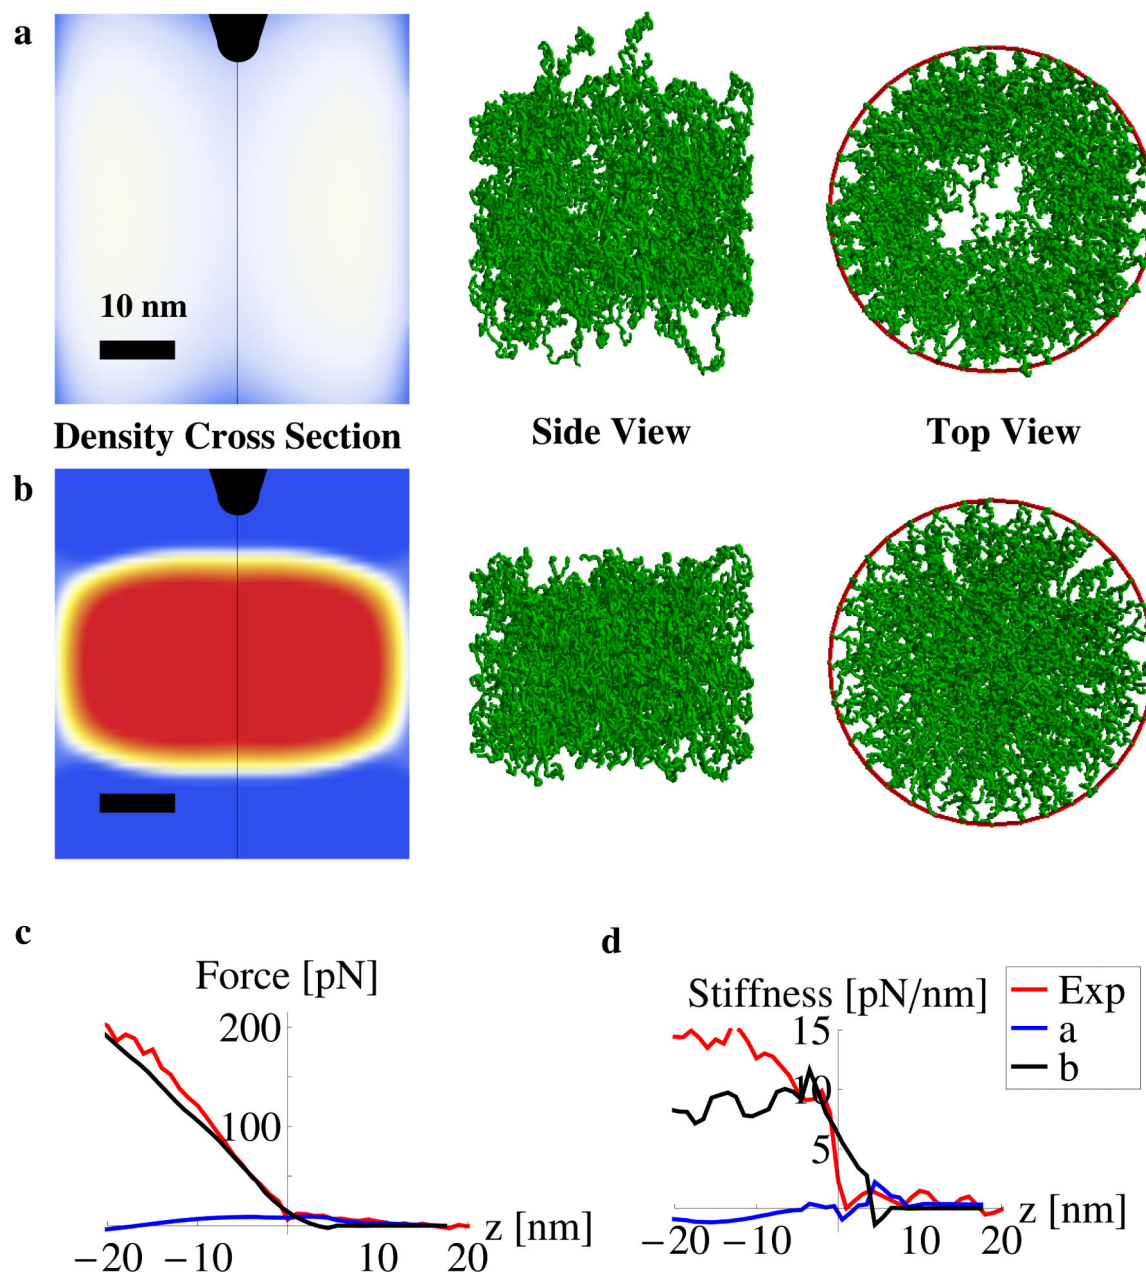 a
10 nm
Density Cross Section
Side View
Top View
b
c
Force [pN]
200
100
−20
−10
10
20
z [nm]
d
Stiffness [pN/nm]
15
10
5
−20
−10
10
20
z [nm]
Exp
a
b